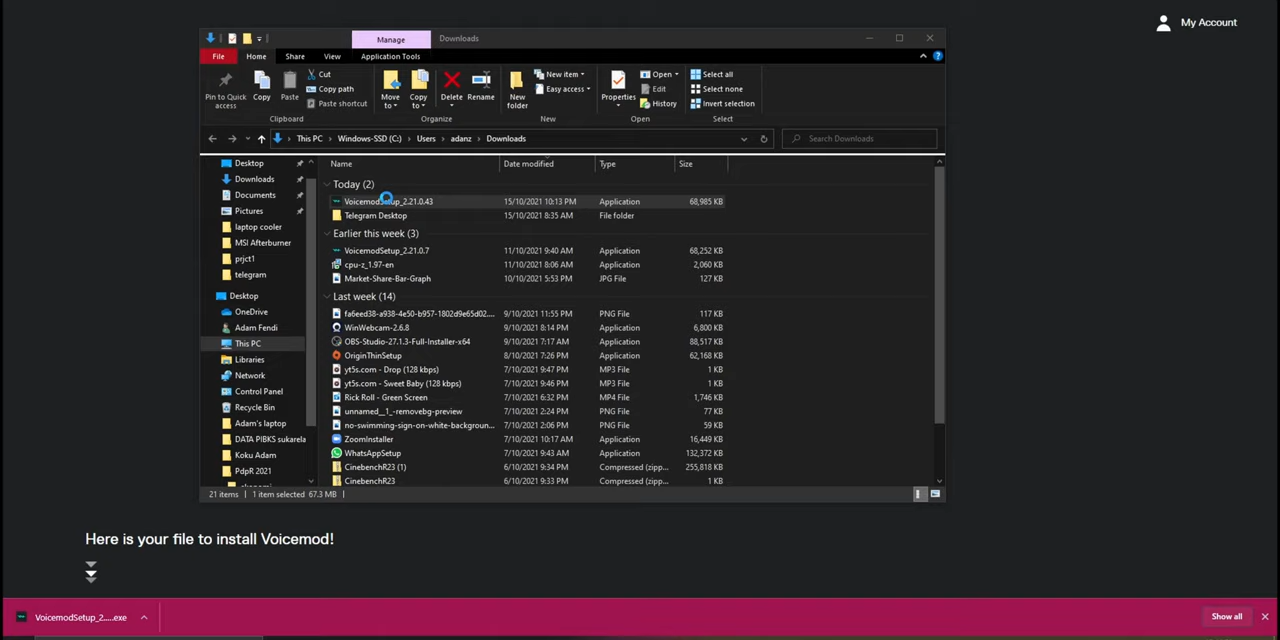 My Account
Manage
Downloads
File
Home
Share
View
Application Tools
Pin to Quick access
Copy
Paste
Cut
Copy path
Paste shortcut
Clipboard
Move to
Copy to
Delete
Rename
Organize
New folder
New item
Easy access
New
Properties
Open
Edit
History
Open
Select all
Select none
Invert selection
Select
This PC > Windows-SSD (C:) > Users > adanz > Downloads
Search Downloads
Desktop
Downloads
Documents
Pictures
laptop cooler
MSI Afterburner
prjct1
telegram
Desktop
OneDrive
Adam Fendi
This PC
Libraries
Network
Control Panel
Recycle Bin
Adam's laptop
DATA PIBKS sukarela
Koku Adam
PdpR 2021
Name Date modified Type Size
Today (2)
VoicemodSetup_2.21.0.43 15/10/2021 10:13 PM Application 68,985 KB
Telegram Desktop 15/10/2021 8:35 AM File folder
Earlier this week (3)
VoicemodSetup_2.21.0.7 11/10/2021 9:40 AM Application 68,252 KB
cpu-z_1.97-en 11/10/2021 8:06 AM Application 2,060 KB
Market-Share-Bar-Graph 10/10/2021 5:53 PM JPG File 127 KB
Last week (14)
fa6eed38-a938-4e50-b957-1802d9e65d02... 9/10/2021 11:55 PM PNG File 117 KB
WinWebcam-2.6.8 9/10/2021 8:14 PM Application 6,800 KB
OBS-Studio-27.1.3-Full-Installer-x64 9/10/2021 7:17 AM Application 88,517 KB
OriginThinSetup 8/10/2021 7:26 PM Application 62,168 KB
yt5s.com - Drop (128 kbps) 7/10/2021 9:47 PM MP3 File 1 KB
yt5s.com - Sweet Baby (128 kbps) 7/10/2021 9:46 PM MP3 File 1 KB
Rick Roll - Green Screen 7/10/2021 6:32 PM MP4 File 1,746 KB
unnamed__1_-removebg-preview 7/10/2021 2:24 PM PNG File 77 KB
no-swimming-sign-on-white-backgroun... 7/10/2021 2:06 PM PNG File 59 KB
ZoomInstaller 7/10/2021 10:17 AM Application 16,449 KB
WhatsAppSetup 7/10/2021 9:43 AM Application 132,372 KB
CinebenchR23 (1) 6/10/2021 9:34 PM Compressed (zipp... 255,818 KB
CinebenchR23 6/10/2021 9:33 PM Compressed (zipp... 1 KB
21 items
1 item selected 67.3 MB
Here is your file to install Voicemod!
VoicemodSetup_2.....exe
Show all